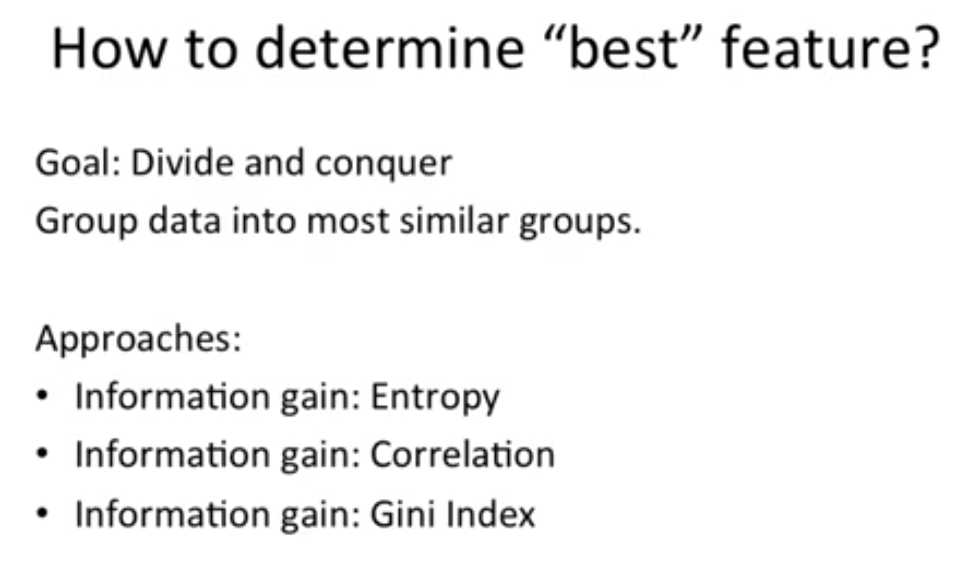 How to determine “best” feature?
Goal: Divide and conquer
Group data into most similar groups.
Approaches:
• Information gain: Entropy
• Information gain: Correlation
• Information gain: Gini Index